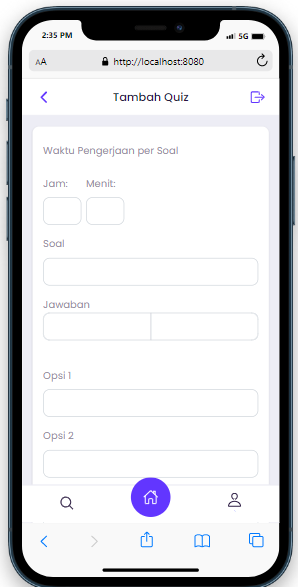 2:35 PM
5G
AA
http://localhost:8080
Tambah Quiz
Waktu Pengerjaan per Soal
Jam: Menit:
Soal
Jawaban
Opsi 1
Opsi 2